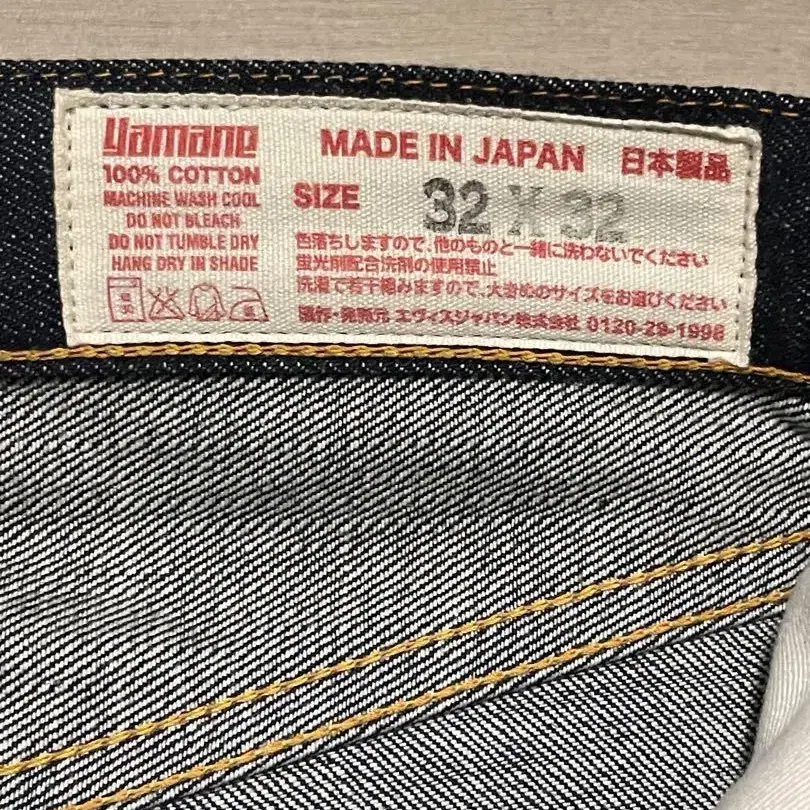 Yamane
100% COTTON
MACHINE WASH COOL
DO NOT BLEACH
DO NOT TUMBLE DRY
HANG DRY IN SHADE
MADE IN JAPAN 日本製品
SIZE 32 X 32
色落ちしますので、他のものと一緒に洗わないでください
蛍光剤配合洗剤の使用禁止
洗濯で若干縮みますので、大きめのサイズをお選びください
製作・発売元 エヴィスジャパン株式会社 0120-29-1998